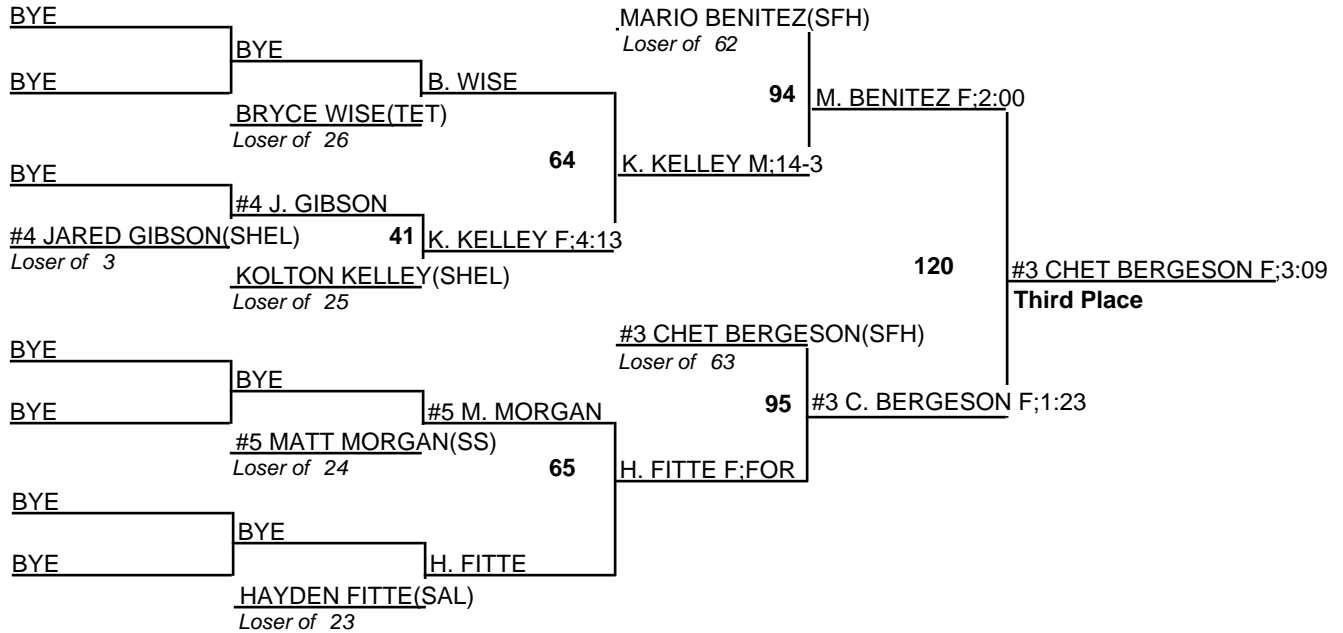 BYE
MARIO BENITEZ(SFH)
Loser of 62
BYE
BYE
B. WISE
94
M. BENITEZ F;2:00
BRYCE WISE(TET)
Loser of 26
64
K. KELLEY M;14-3
BYE
#4 J. GIBSON
#4 JARED GIBSON(SHEL)
Loser of 3
41
K. KELLEY F;4:13
KOLTON KELLEY(SHEL)
Loser of 25
120
#3 CHET BERGESON F;3:09
Third Place
#3 CHET BERGESON(SFH)
Loser of 63
BYE
BYE
BYE
#5 M. MORGAN
95
#3 C. BERGESON F;1:23
#5 MATT MORGAN(SS)
Loser of 24
65
H. FITTE F;FOR
BYE
BYE
BYE
H. FITTE
HAYDEN FITTE(SAL)
Loser of 23